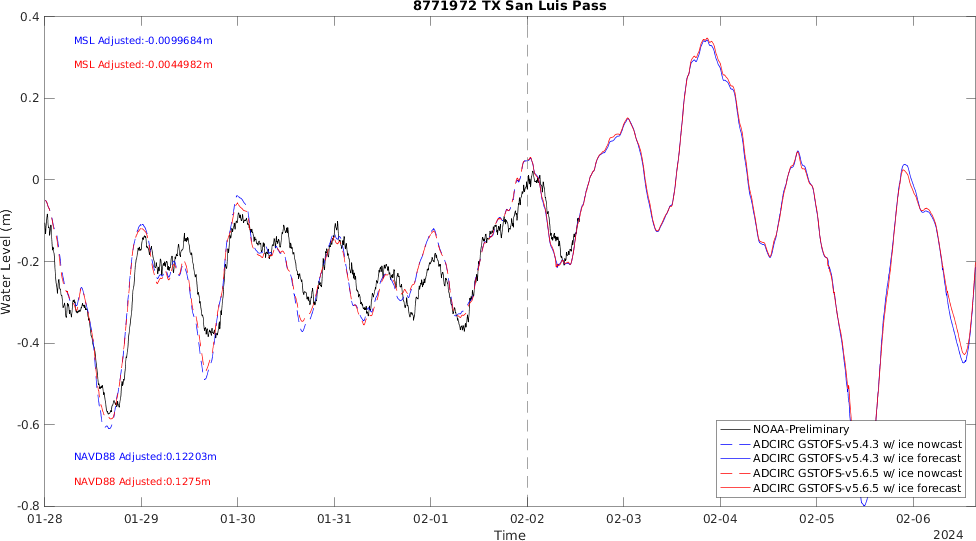 8771972 TX San Luis Pass
MSL Adjusted:-0.0099684m
MSL Adjusted:-0.0044982m
NAVD88 Adjusted:0.12203m
NAVD88 Adjusted:0.1275m
Water Level (m)
0.4
0.2
0
-0.2
-0.4
-0.6
-0.8
NOAA-Preliminary
ADCIRC GSTOFS-v5.4.3 w/ ice nowcast
ADCIRC GSTOFS-v5.4.3 w/ ice forecast
ADCIRC GSTOFS-v5.6.5 w/ ice nowcast
ADCIRC GSTOFS-v5.6.5 w/ ice forecast
01-28 01-29 01-30 01-31 02-01 02-02 02-03 02-04 02-05 02-06
Time
2024